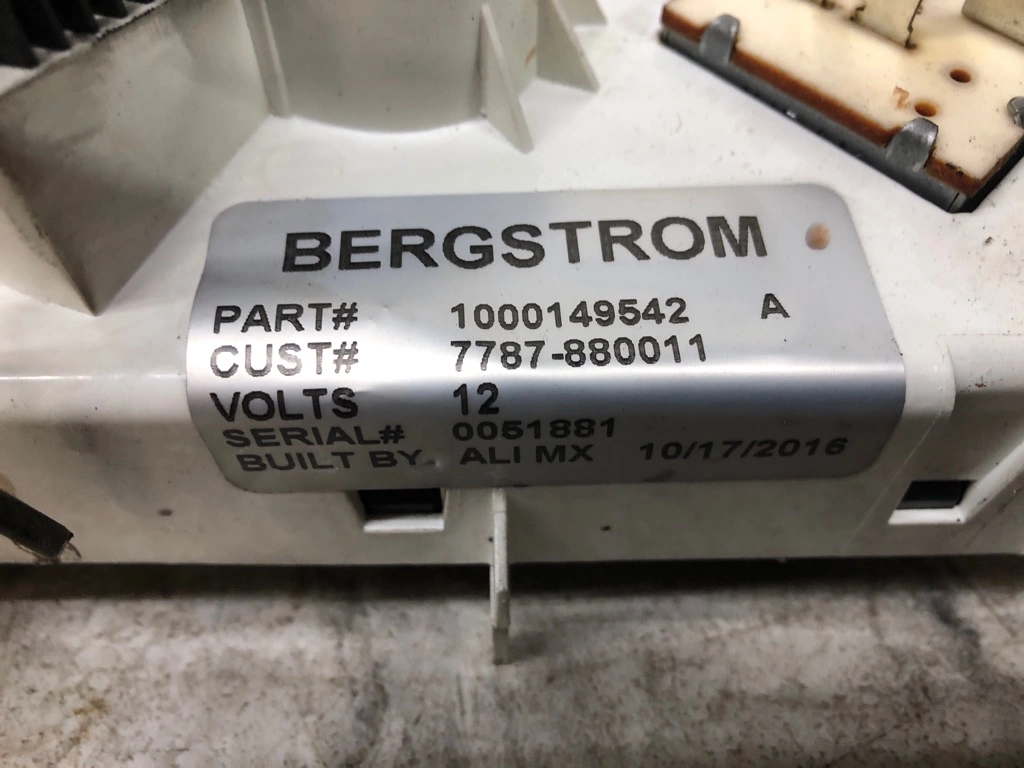 BERGSTROM
PART# 1000149542 A
CUST# 7787-880011
VOLTS 12
SERIAL# 0051881
BUILT BY ALI MX 10/17/2016